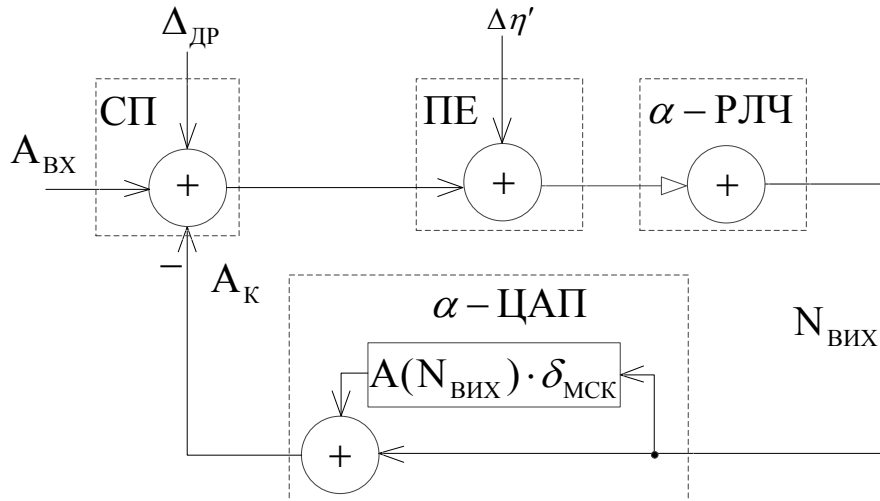 Δ_ДР
Δη′
СП
ПЕ
α – РЛЧ
A_ВХ
+
+
+
–
A_К
α – ЦАП
N_ВИХ
A(N_ВИХ) · δ_МСК
+